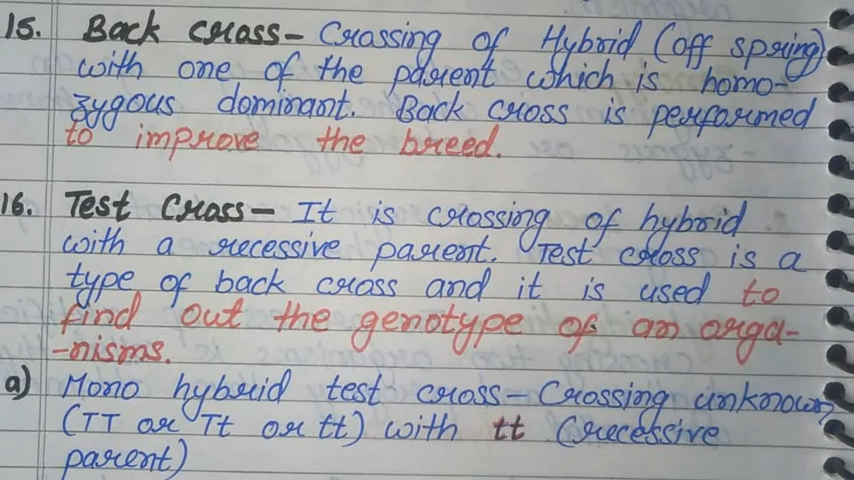 15. Back cross- Crossing of Hybrid (off spring)
with one of the parent which is homo-
zygous dominant. Back cross is performed
to improve the breed.
16. Test Cross- It is crossing of hybrid
with a recessive parent. Test cross is a
type of back cross and it is used to
find out the genotype of an orga-
-nisms.
a) Mono hybrid test cross- Crossing unknown
(TT or Tt or tt) with tt (recessive
parent)